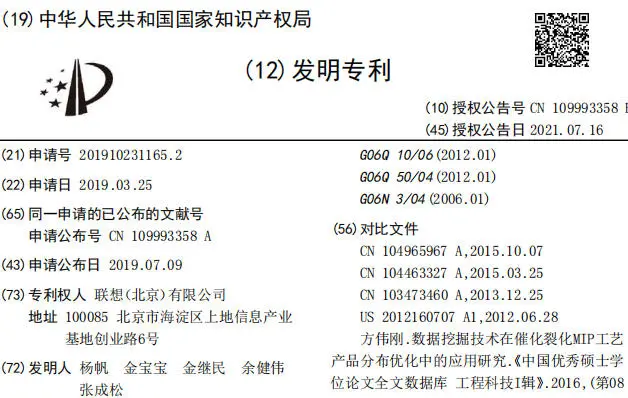 (19)中华人民共和国国家知识产权局
(12)发明专利
(10)授权公告号 CN 109993358 B
(45)授权公告日 2021.07.16
(21)申请号 201910231165.2
(22)申请日 2019.03.25
(65)同一申请的已公布的文献号
申请公布号 CN 109993358 A
(43)申请公布日 2019.07.09
(73)专利权人 联想(北京)有限公司
地址 100085 北京市海淀区上地信息产业
基地创业路6号
(72)发明人 杨帆 金宝宝 金继民 余健伟
张成松
G06Q 10/06(2012.01)
G06Q 50/04(2012.01)
G06N 3/04(2006.01)
(56)对比文件
CN 104965967 A,2015.10.07
CN 104463327 A,2015.03.25
CN 103473460 A,2013.12.25
US 2012160707 A1,2012.06.28
方伟刚.数据挖掘技术在催化裂化MIP工艺
产品分布优化中的应用研究.《中国优秀硕士学
位论文全文数据库 工程科技I辑》.2016,(第08